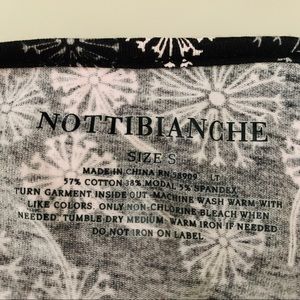 NOTTIBIANCHE
SIZE S
MADE IN CHINA RN 58909 LT
57% COTTON 38% MODAL 5% SPANDEX
TURN GARMENT INSIDE OUT-MACHINE WASH WARM WITH
LIKE COLORS. ONLY NON-CHLORINE BLEACH WHEN
NEEDED. TUMBLE DRY MEDIUM. WARM IRON IF NEEDED
DO NOT IRON ON LABEL.